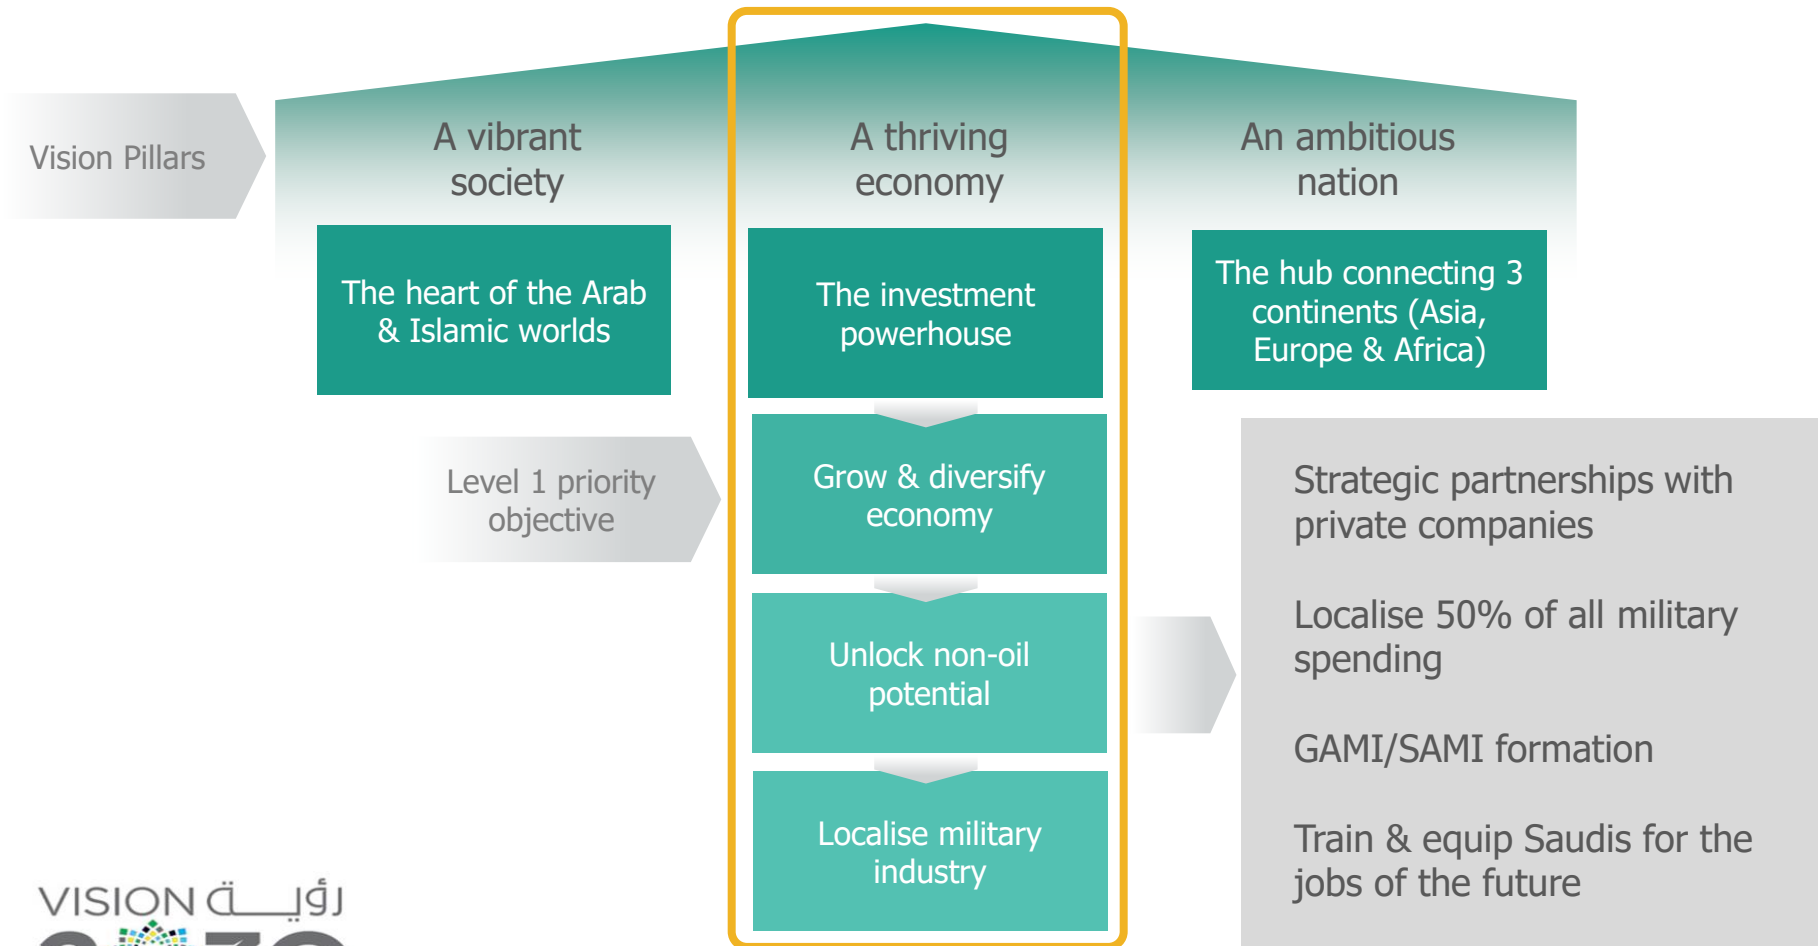 Vision Pillars
A vibrant
society
A thriving
economy
An ambitious
nation
The heart of the Arab
& Islamic worlds
The investment
powerhouse
The hub connecting 3
continents (Asia,
Europe & Africa)
Level 1 priority
objective
Grow & diversify
economy
Unlock non-oil
potential
Localise military
industry
Strategic partnerships with
private companies
Localise 50% of all military
spending
GAMI/SAMI formation
Train & equip Saudis for the
jobs of the future
VISION رؤيـــة